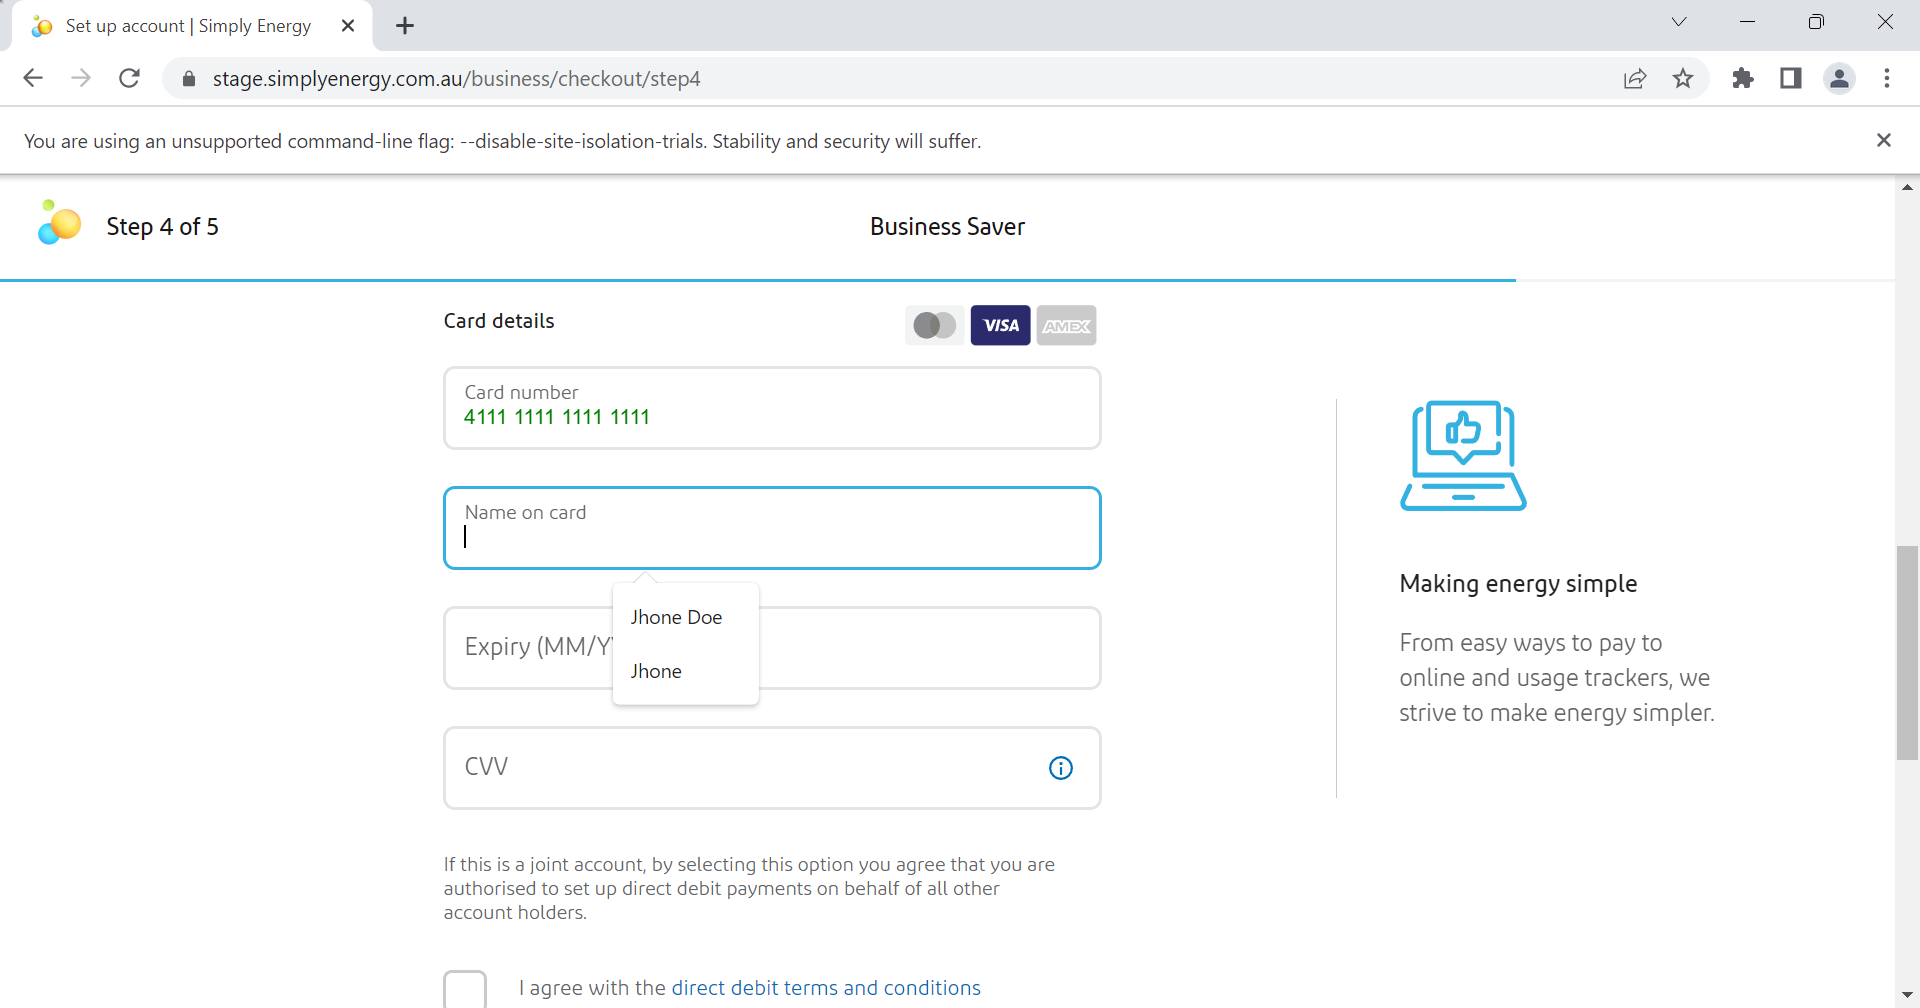 Set up account | Simply Energy
stage.simplyenergy.com.au/business/checkout/step4
You are using an unsupported command-line flag: --disable-site-isolation-trials. Stability and security will suffer.
Step 4 of 5
Business Saver
Card details
VISA
AMEX
Card number
4111 1111 1111 1111
Name on card
Jhone Doe
Expiry (MM/Y
Jhone
CVV
If this is a joint account, by selecting this option you agree that you are
authorised to set up direct debit payments on behalf of all other
account holders.
I agree with the direct debit terms and conditions
Making energy simple
From easy ways to pay to
online and usage trackers, we
strive to make energy simpler.